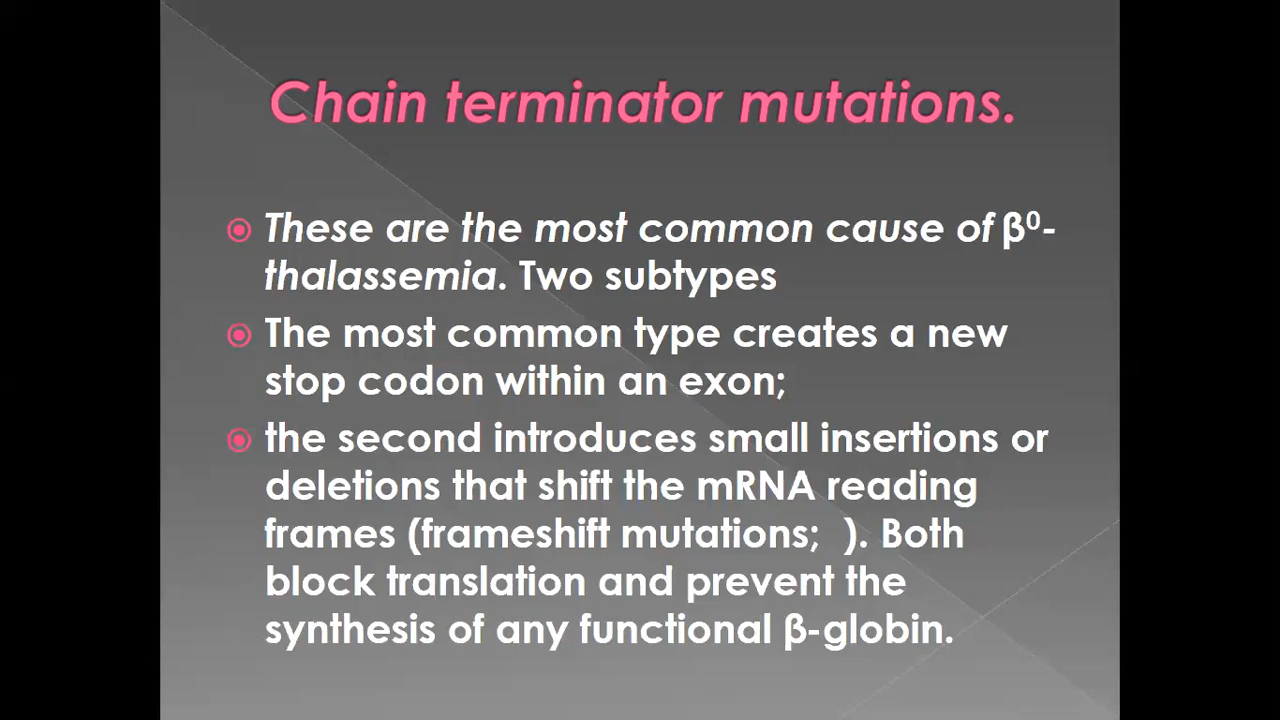 Chain terminator mutations.
These are the most common cause of β⁰-
thalassemia. Two subtypes
The most common type creates a new
stop codon within an exon;
the second introduces small insertions or
deletions that shift the mRNA reading
frames (frameshift mutations;  ). Both
block translation and prevent the
synthesis of any functional β-globin.